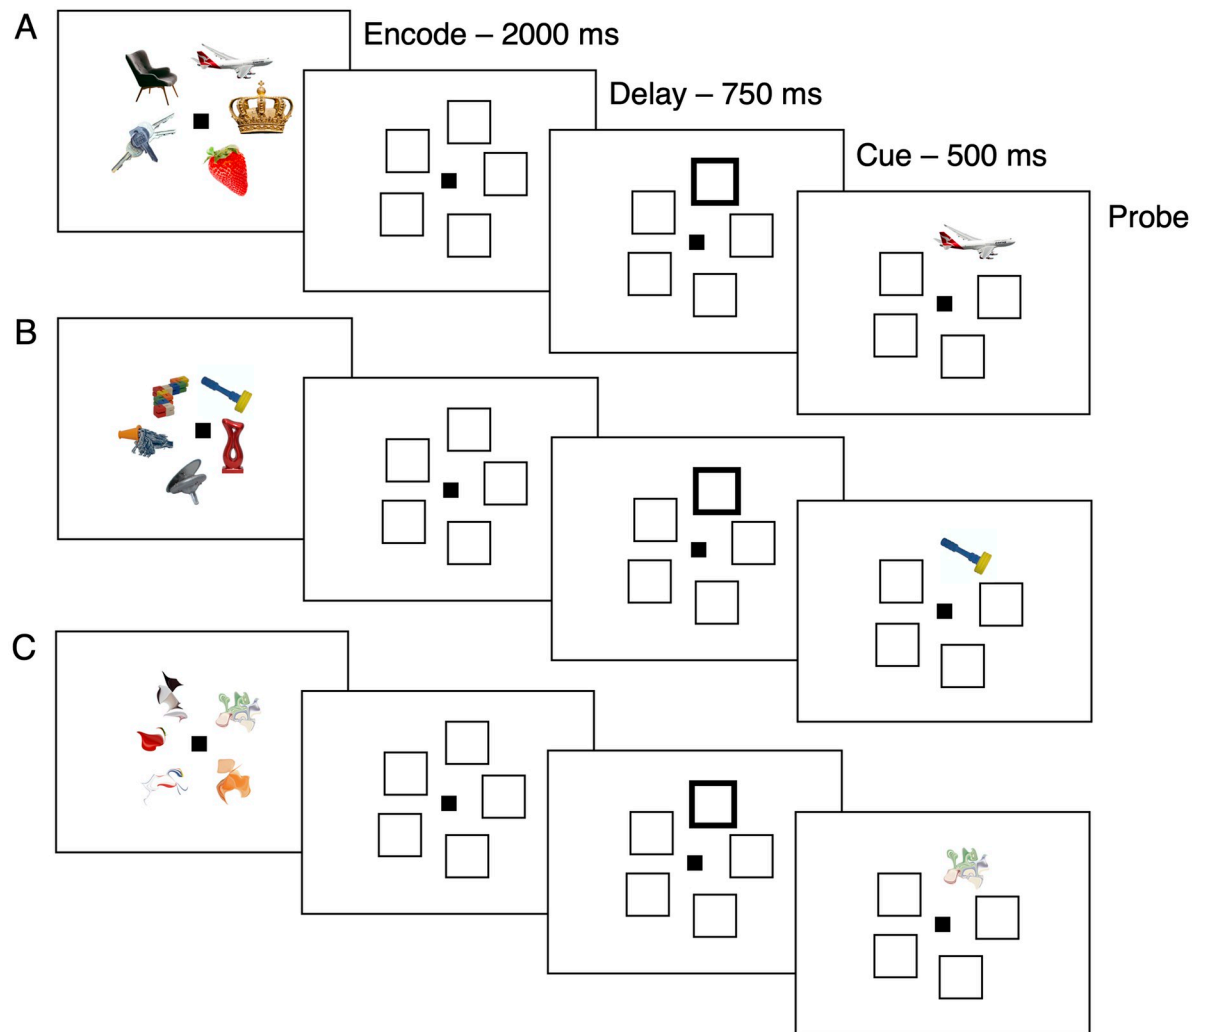 A
Encode – 2000 ms
Delay – 750 ms
Cue – 500 ms
Probe
B
C